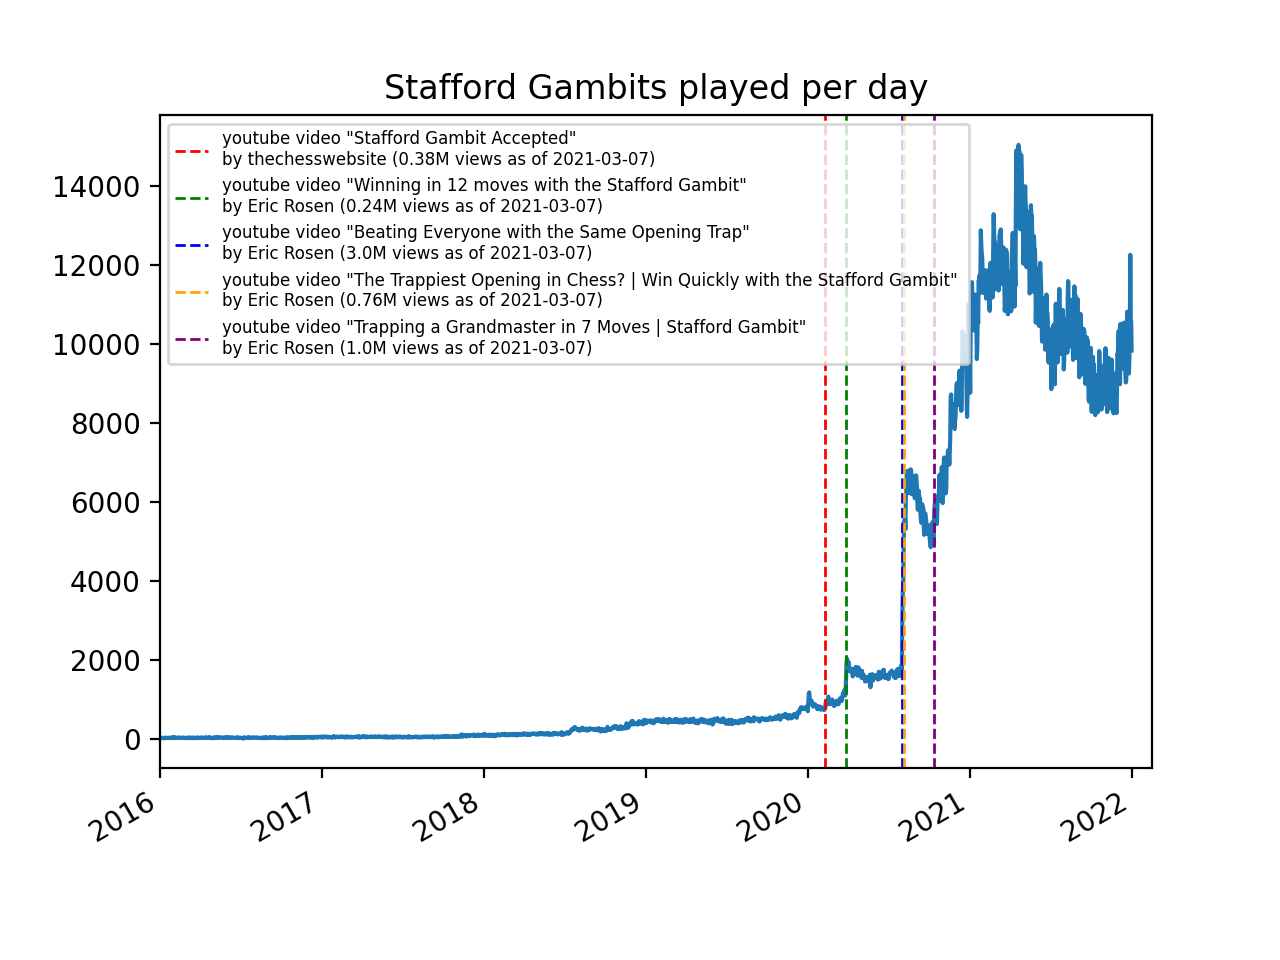 Stafford Gambits played per day
youtube video "Stafford Gambit Accepted"
by thechesswebsite (0.38M views as of 2021-03-07)
youtube video "Winning in 12 moves with the Stafford Gambit"
by Eric Rosen (0.24M views as of 2021-03-07)
youtube video "Beating Everyone with the Same Opening Trap"
by Eric Rosen (3.0M views as of 2021-03-07)
youtube video "The Trappiest Opening in Chess? | Win Quickly with the Stafford Gambit"
by Eric Rosen (0.76M views as of 2021-03-07)
youtube video "Trapping a Grandmaster in 7 Moves | Stafford Gambit"
by Eric Rosen (1.0M views as of 2021-03-07)
14000
12000
10000
8000
6000
4000
2000
0
2016
2017
2018
2019
2020
2021
2022